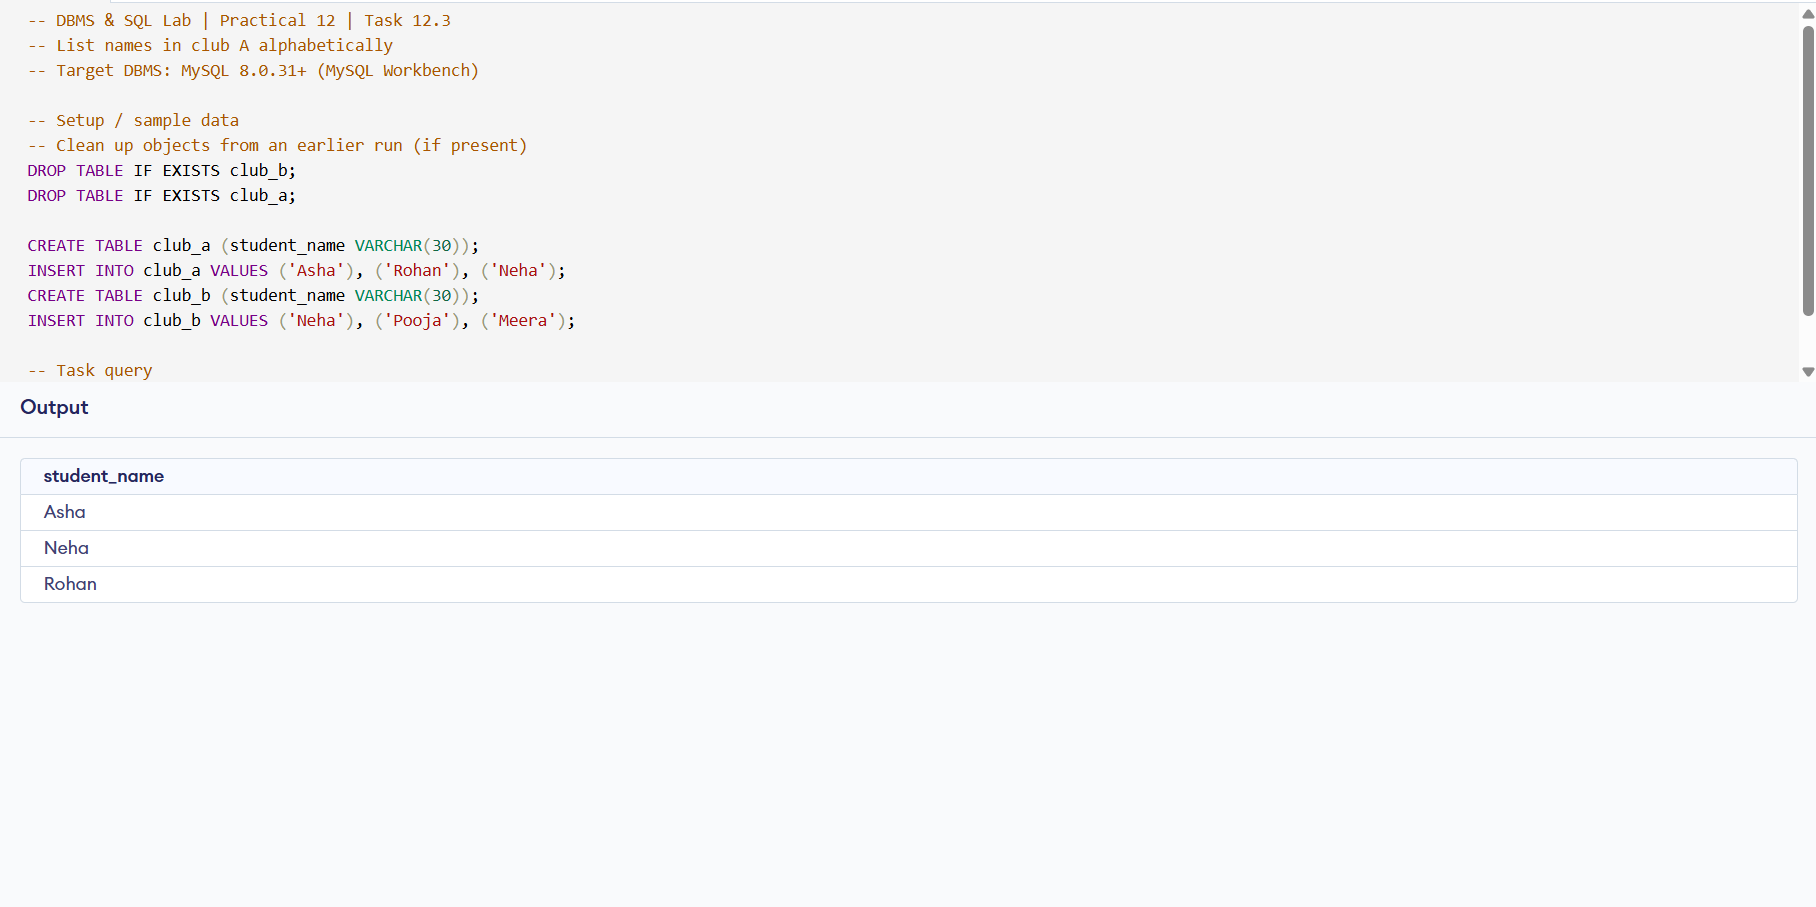 -- DBMS & SQL Lab | Practical 12 | Task 12.3
-- List names in club A alphabetically
-- Target DBMS: MySQL 8.0.31+ (MySQL Workbench)
-- Setup / sample data
-- Clean up objects from an earlier run (if present)
DROP TABLE IF EXISTS club_b;
DROP TABLE IF EXISTS club_a;
CREATE TABLE club_a (student_name VARCHAR(30));
INSERT INTO club_a VALUES ('Asha'), ('Rohan'), ('Neha');
CREATE TABLE club_b (student_name VARCHAR(30));
INSERT INTO club_b VALUES ('Neha'), ('Pooja'), ('Meera');
-- Task query
Output
student_name
Asha
Neha
Rohan